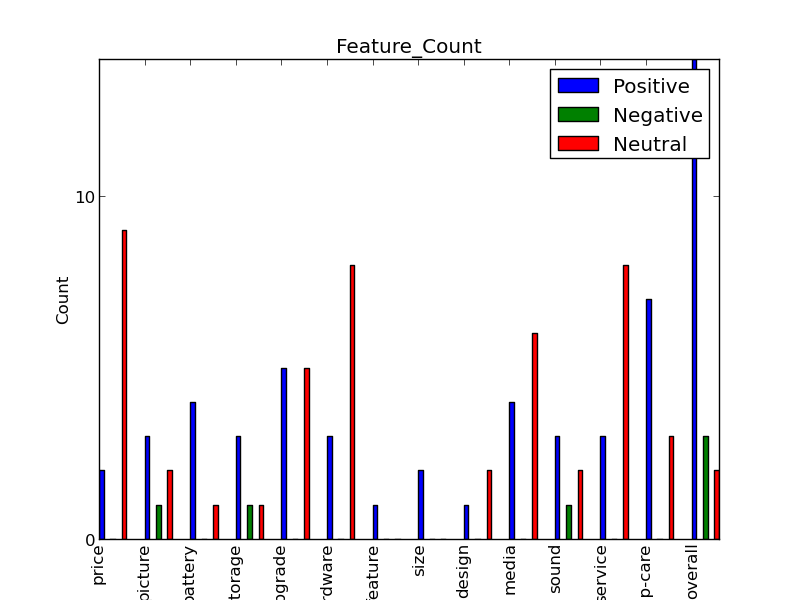 Feature_Count
Positive
Negative
Neutral
10
0
Count
price
picture
battery
torage
pgrade
rdware
feature
size
design
media
sound
service
p-care
overall